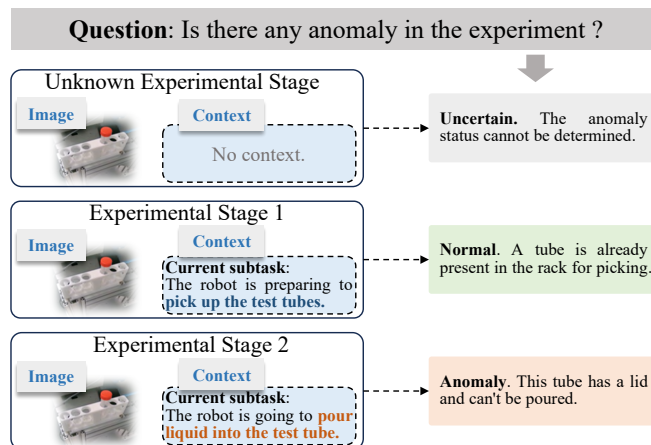 Question: Is there any anomaly in the experiment ?
Unknown Experimental Stage
Image
Context
No context.
Uncertain. The anomaly
status cannot be determined.
Experimental Stage 1
Image
Context
Current subtask:
The robot is preparing to
pick up the test tubes.
Normal. A tube is already
present in the rack for picking.
Experimental Stage 2
Image
Context
Current subtask:
The robot is going to pour
liquid into the test tube.
Anomaly. This tube has a lid
and can't be poured.